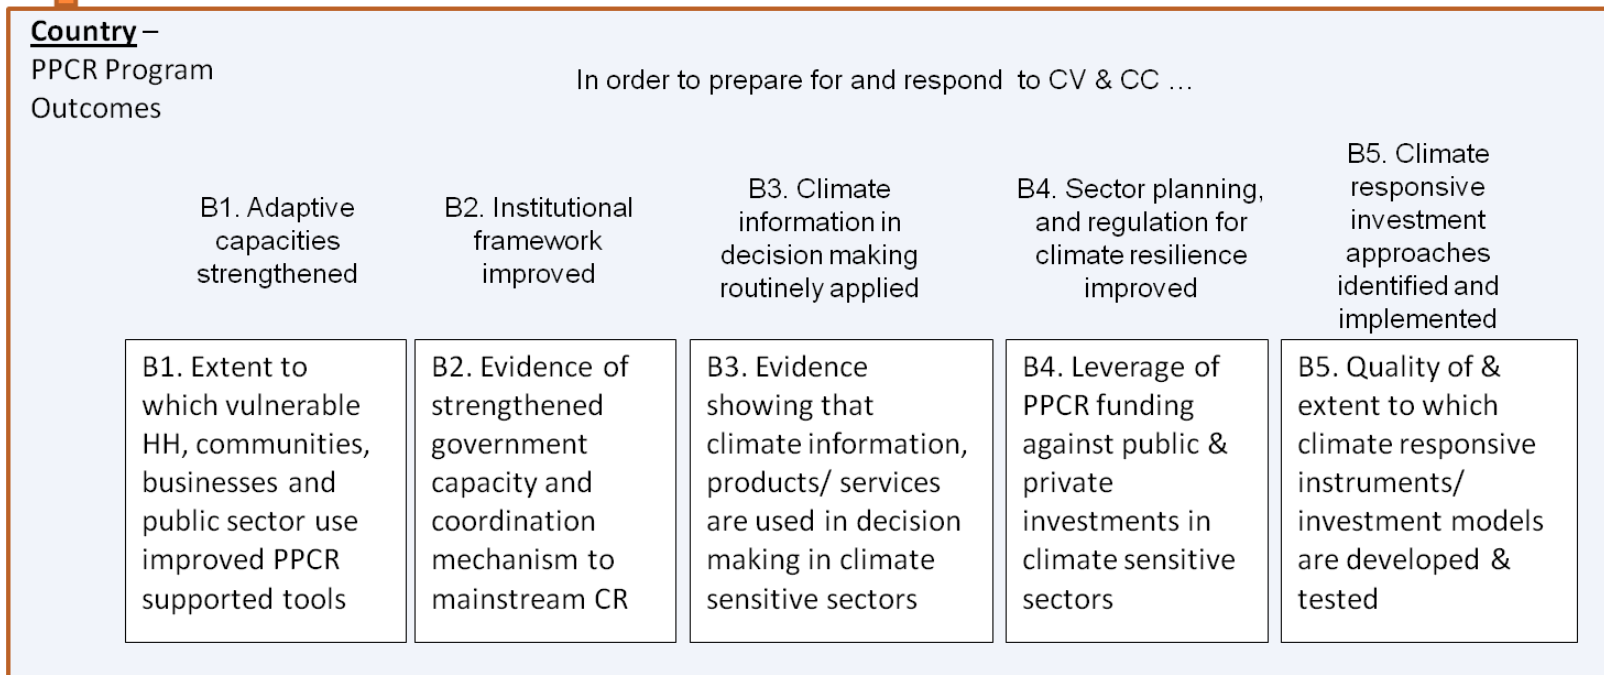 Country –
PPCR Program
Outcomes
In order to prepare for and respond to CV & CC ...
B1. Adaptive
capacities
strengthened
B2. Institutional
framework
improved
B3. Climate
information in
decision making
routinely applied
B4. Sector planning,
and regulation for
climate resilience
improved
B5. Climate
responsive
investment
approaches
identified and
implemented
B1. Extent to
which vulnerable
HH, communities,
businesses and
public sector use
improved PPCR
supported tools
B2. Evidence of
strengthened
government
capacity and
coordination
mechanism to
mainstream CR
B3. Evidence
showing that
climate information,
products/ services
are used in decision
making in climate
sensitive sectors
B4. Leverage of
PPCR funding
against public &
private
investments in
climate sensitive
sectors
B5. Quality of &
extent to which
climate responsive
instruments/
investment models
are developed &
tested